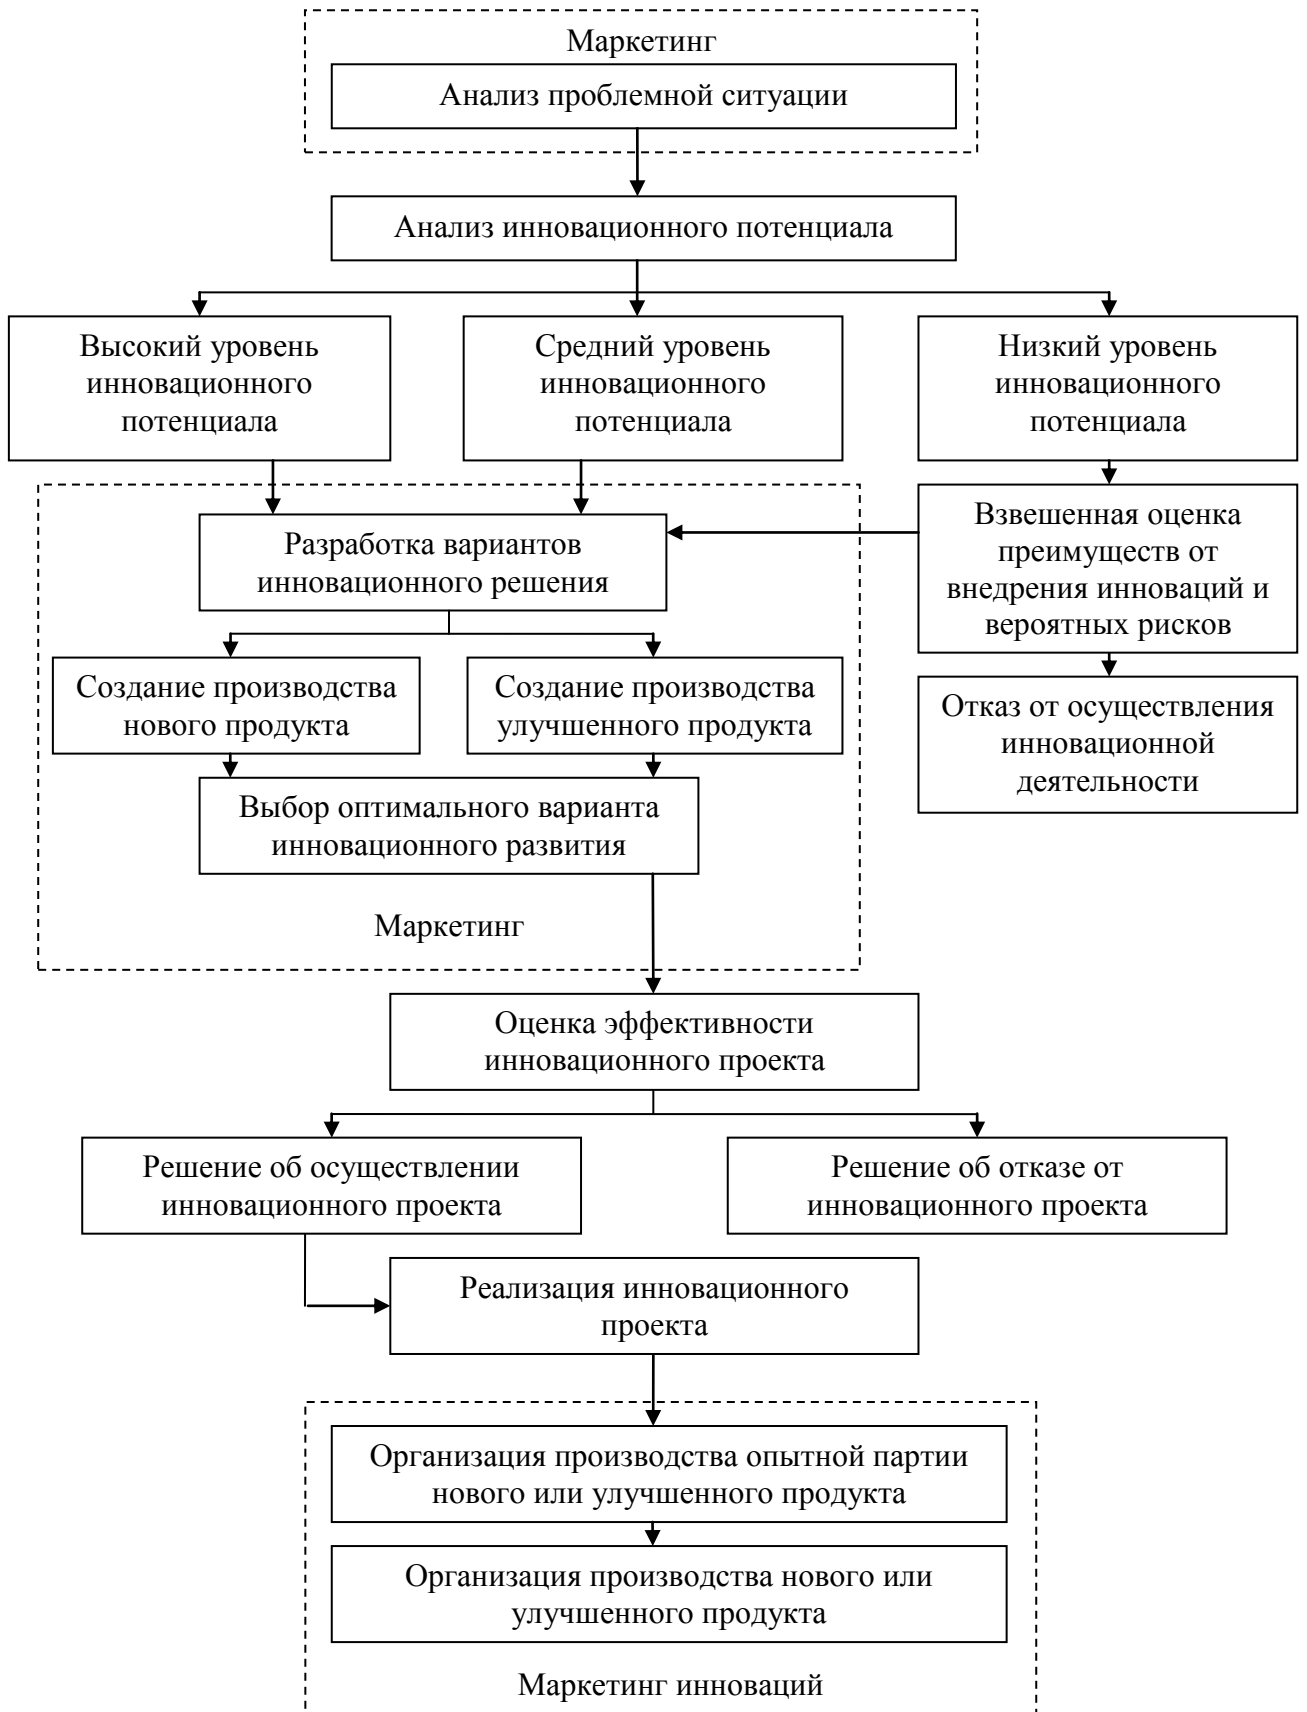 Маркетинг
Анализ проблемной ситуации
Анализ инновационного потенциала
Высокий уровень
инновационного
потенциала
Средний уровень
инновационного
потенциала
Низкий уровень
инновационного
потенциала
Разработка вариантов
инновационного решения
Взвешенная оценка
преимуществ от
внедрения инноваций и
вероятных рисков
Создание производства
нового продукта
Создание производства
улучшенного продукта
Отказ от осуществления
инновационной
деятельности
Выбор оптимального варианта
инновационного развития
Маркетинг
Оценка эффективности
инновационного проекта
Решение об осуществлении
инновационного проекта
Решение об отказе от
инновационного проекта
Реализация инновационного
проекта
Организация производства опытной партии
нового или улучшенного продукта
Организация производства нового или
улучшенного продукта
Маркетинг инноваций